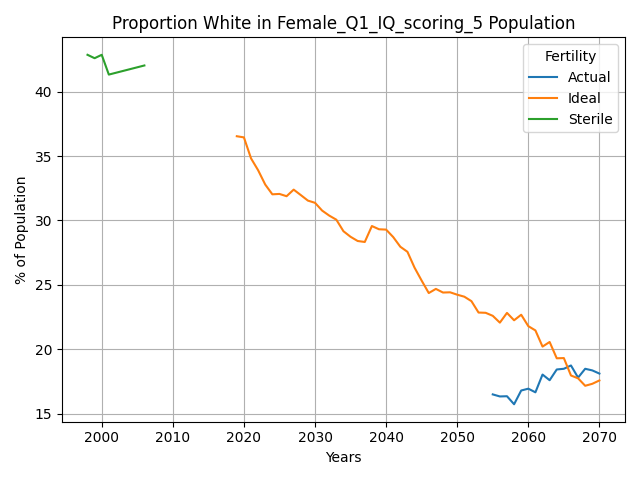 Proportion White in Female_Q1_IQ_scoring_5 Population
Fertility
Actual
Ideal
Sterile
% of Population
40
35
30
25
20
15
2000
2010
2020
2030
2040
2050
2060
2070
Years